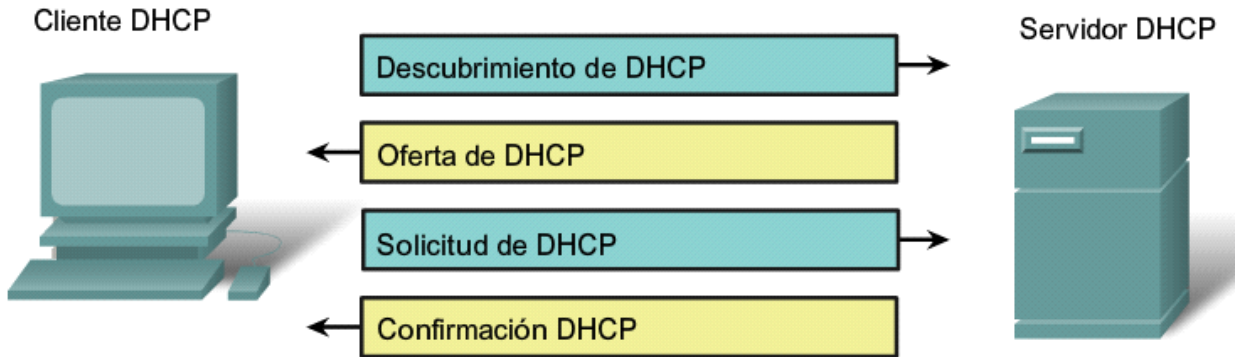 Cliente DHCP
Servidor DHCP
Descubrimiento de DHCP
Oferta de DHCP
Solicitud de DHCP
Confirmación DHCP